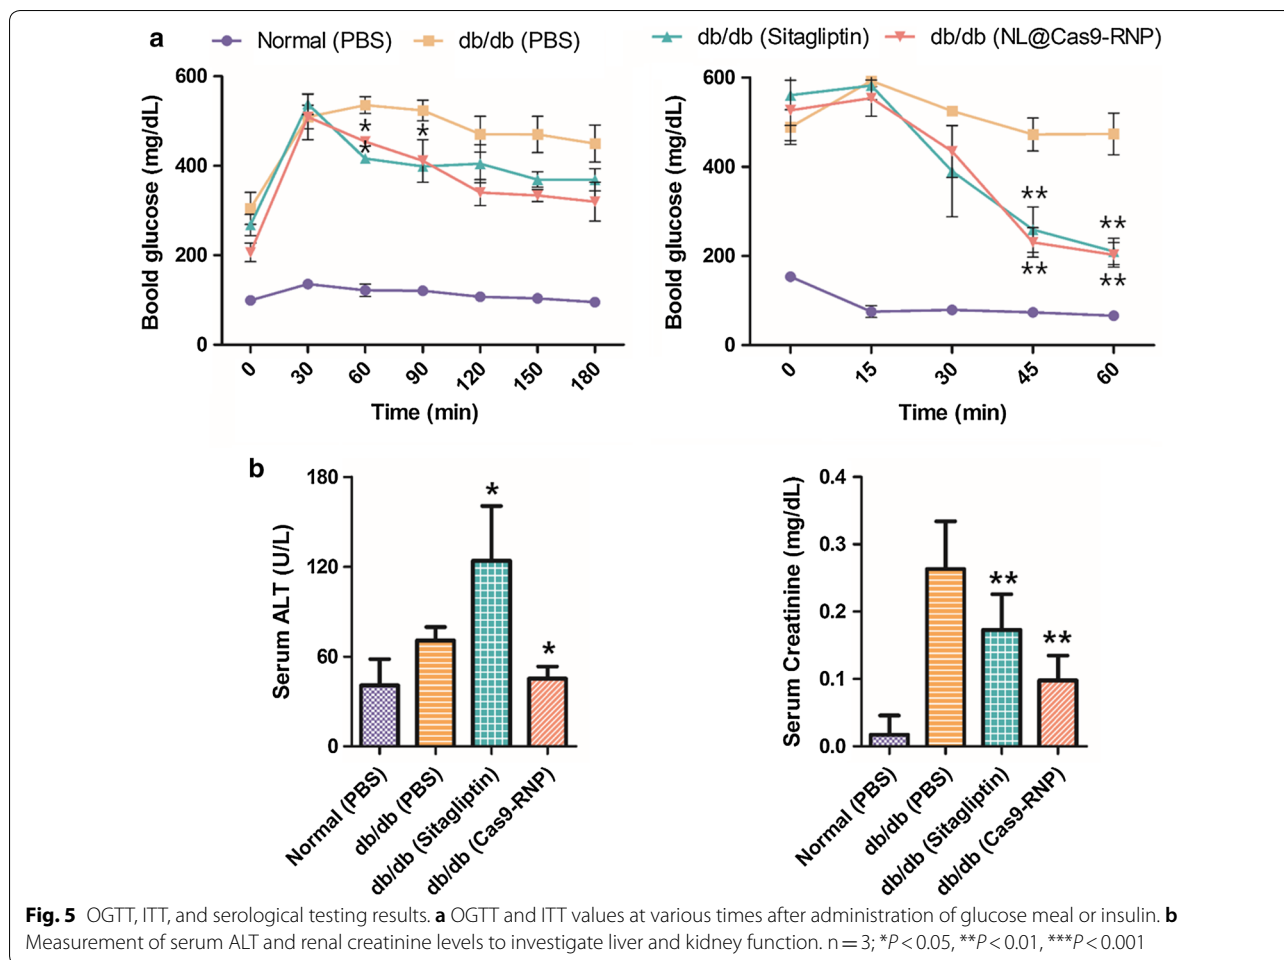 a
Normal (PBS) db/db (PBS) db/db (Sitagliptin) db/db (NL@Cas9-RNP)
Boold glucose (mg/dL)
600
400
200
0
* *
*
0 30 60 90 120 150 180
Time (min)
Boold glucose (mg/dL)
600
400
200
0
** **
** **
0 15 30 45 60
Time (min)
b
Serum ALT (U/L)
180
120
60
0
*
*
Normal (PBS)
db/db (PBS)
db/db (Sitagliptin)
db/db (Cas9-RNP)
Serum Creatinine (mg/dL)
0.4
0.3
0.2
0.1
0.0
**
**
Normal (PBS)
db/db (PBS)
db/db (Sitagliptin)
db/db (Cas9-RNP)
Fig. 5 OGTT, ITT, and serological testing results. a OGTT and ITT values at various times after administration of glucose meal or insulin. b
Measurement of serum ALT and renal creatinine levels to investigate liver and kidney function. n = 3; *P < 0.05, **P < 0.01, ***P < 0.001